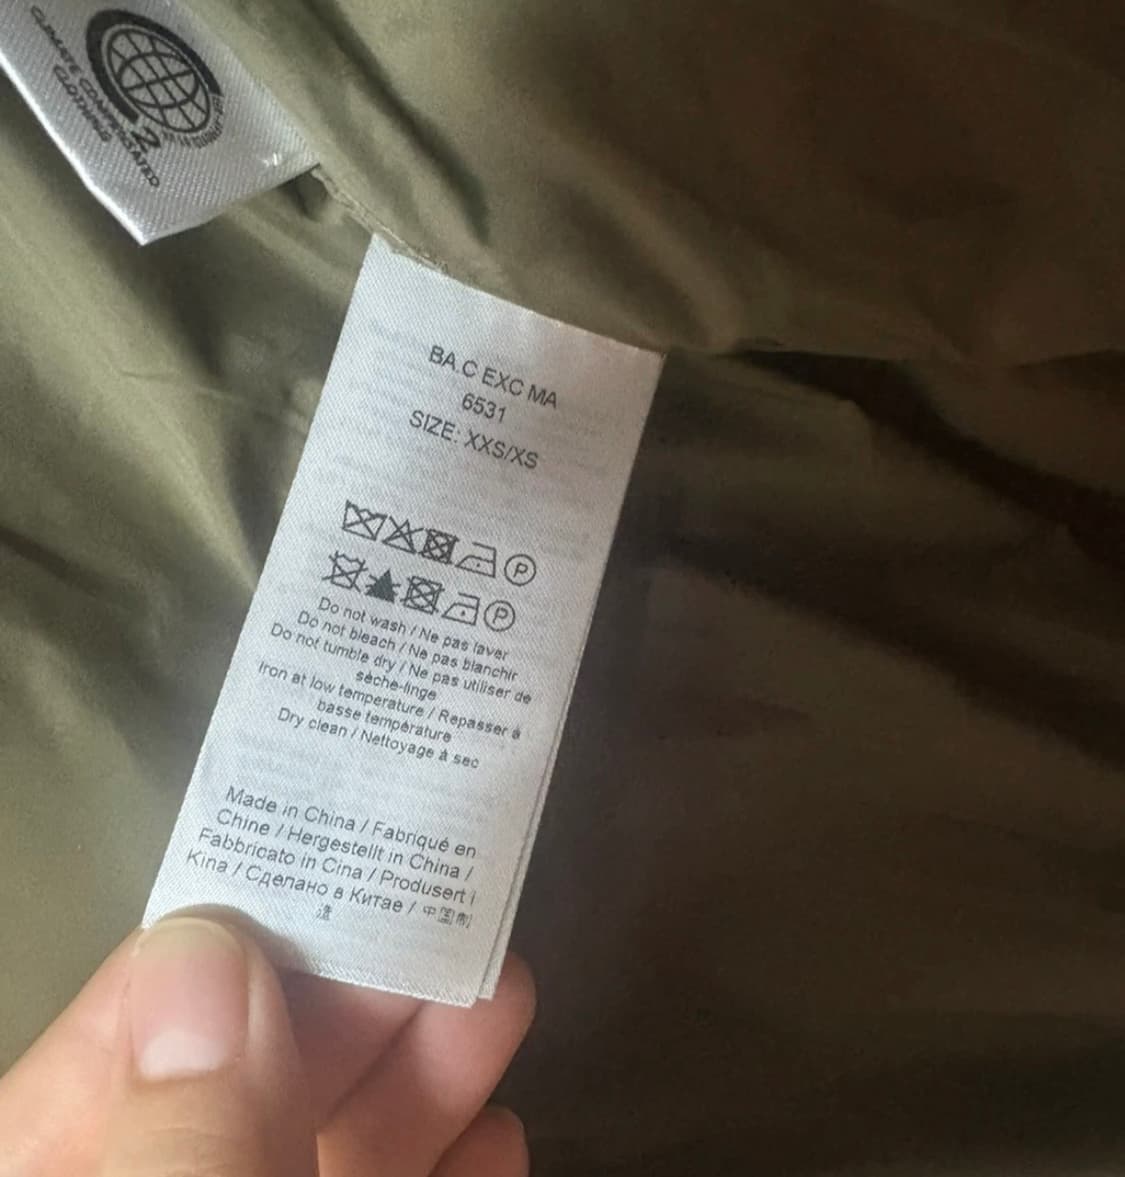 CLIMATE COMPENSATED
CLOTHING
BA.C EXC MA
6531
SIZE: XXS/XS
P
P
Do not wash / Ne pas laver
Do not bleach / Ne pas blanchir
Do not tumble dry / Ne pas utiliser de
sèche-linge
Iron at low temperature / Repasser à
basse température
Dry clean / Nettoyage à sec
Made in China / Fabriqué en
Chine / Hergestellt in China /
Fabbricato in Cina / Produsert i
Kina / Сделано в Китае / 中国制
造